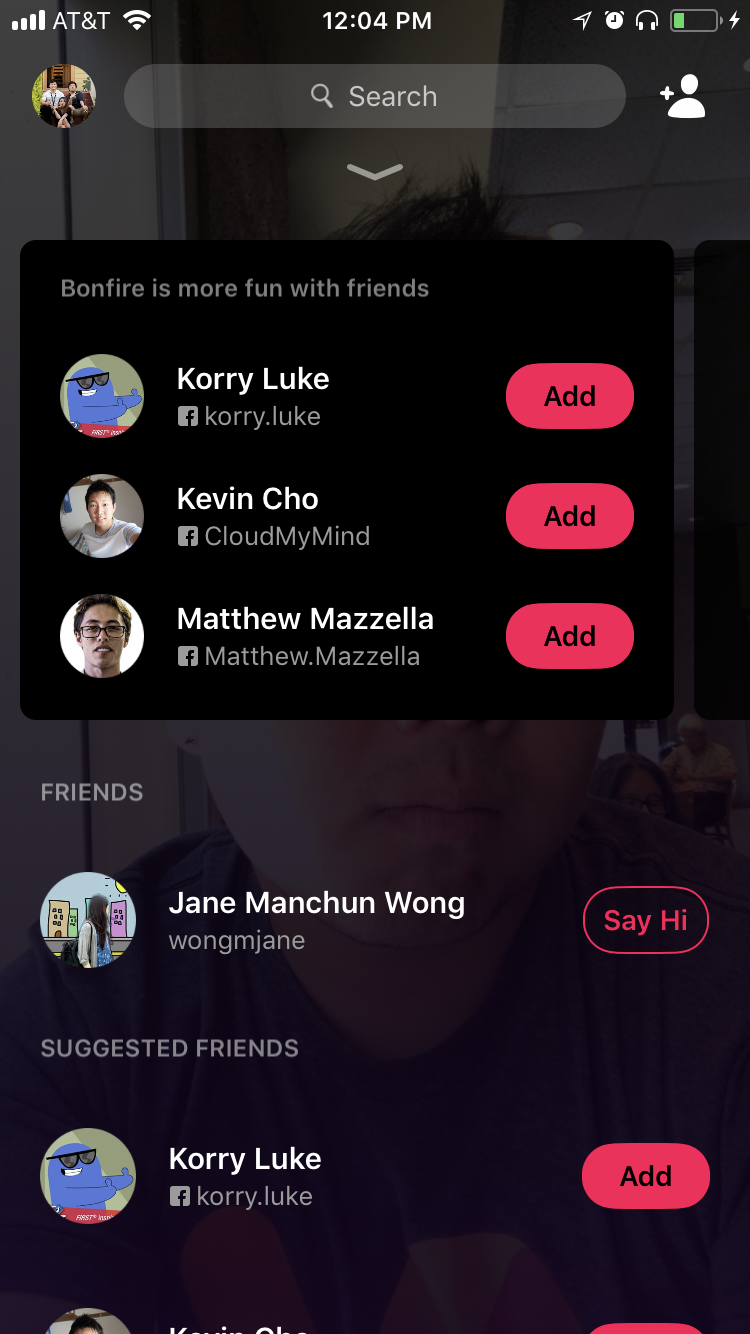 AT&T 12:04 PM
Search
Bonfire is more fun with friends
Korry Luke
korry.luke
Add
Kevin Cho
CloudMyMind
Add
Matthew Mazzella
Matthew.Mazzella
Add
FRIENDS
Jane Manchun Wong
wongmjane
Say Hi
SUGGESTED FRIENDS
Korry Luke
korry.luke
Add
Kevin Cho